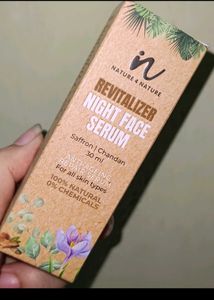 in
NATURE 4 NATURE
REVITALIZER
NIGHT FACE
SERUM
Saffron | Chandan
30 ml
For all skin types
100% NATURAL
0% CHEMICALS